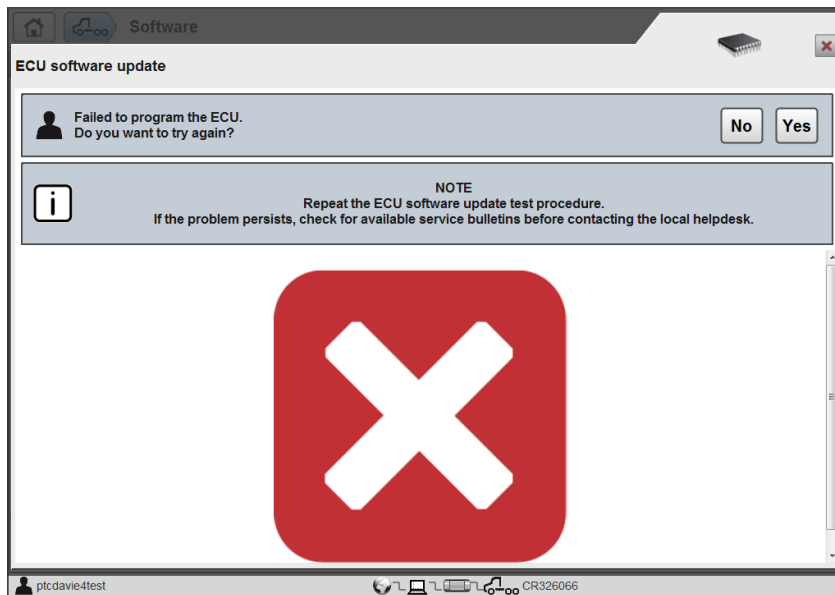 Software
ECU software update
Failed to program the ECU.
Do you want to try again?
No
Yes
NOTE
Repeat the ECU software update test procedure.
If the problem persists, check for available service bulletins before contacting the local helpdesk.
ptcdavie4test
CR326066